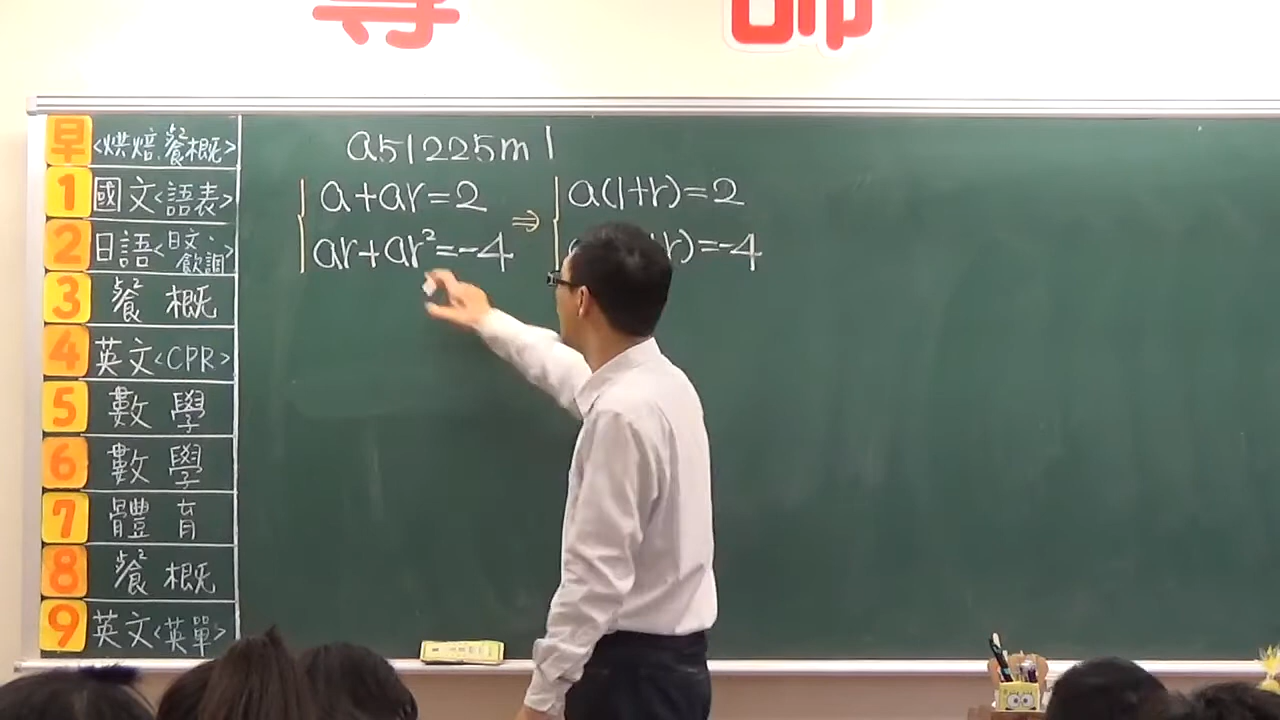 尊 師
早 <烘焙、餐概>
1 國文<語表>
2 日語<日文·飲調>
3 餐概
4 英文<CPR>
5 數學
6 數學
7 體育
8 餐概
9 英文<英單>
a51225m1
a+ar=2 ⇒ a(1+r)=2
ar+ar²=-4 r)=-4